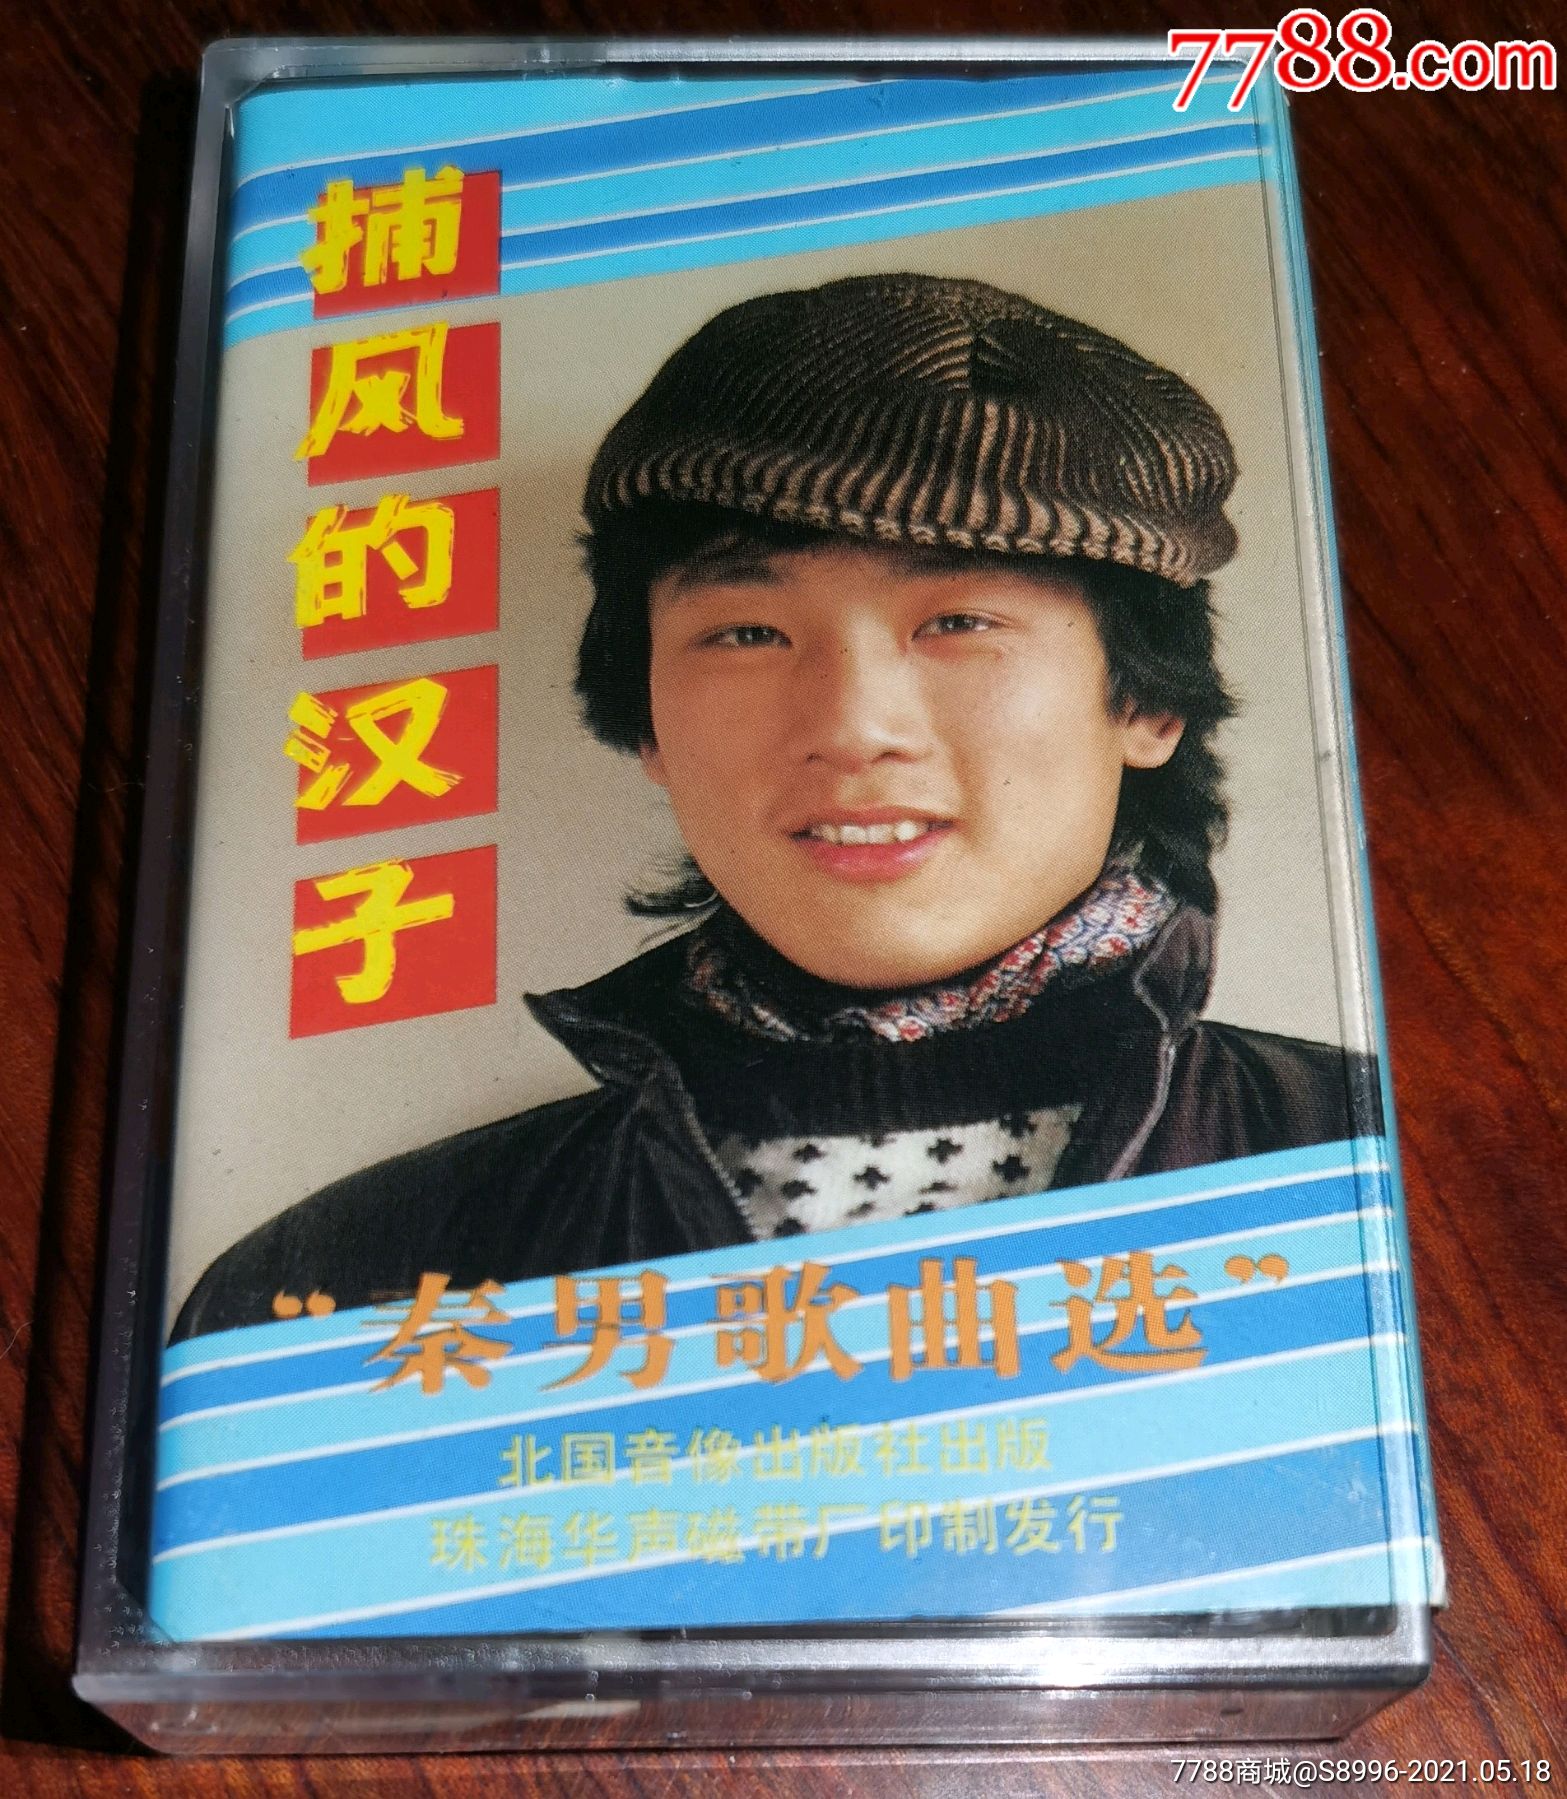 7788.com
捕风的汉子
"秦男歌曲选"
北国音像出版社出版
珠海华声磁带厂印制发行
7788商城@S8996-2021.05.18